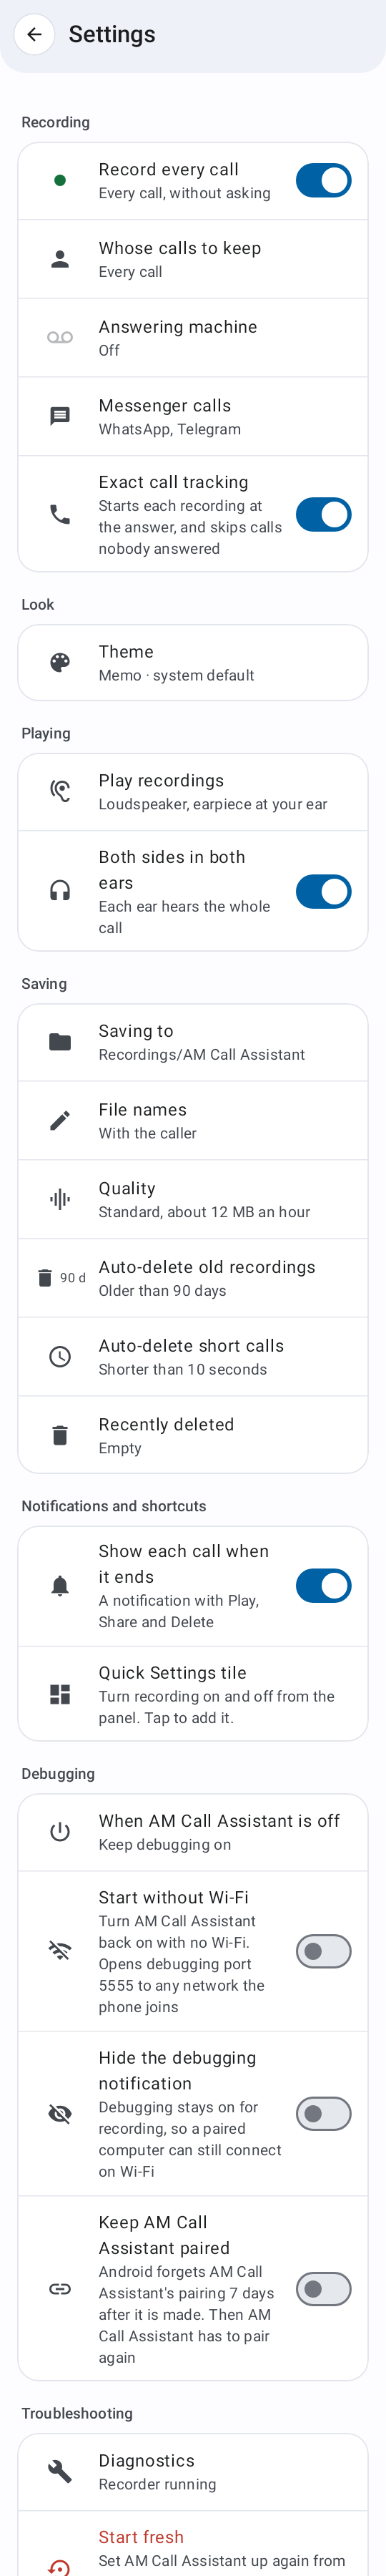 Settings
Recording
Record every call
Every call, without asking
Whose calls to keep
Every call
Answering machine
Off
Messenger calls
WhatsApp, Telegram
Exact call tracking
Starts each recording at
the answer, and skips calls
nobody answered
Look
Theme
Memo · system default
Playing
Play recordings
Loudspeaker, earpiece at your ear
Both sides in both
ears
Each ear hears the whole
call
Saving
Saving to
Recordings/AM Call Assistant
File names
With the caller
Quality
Standard, about 12 MB an hour
90 d
Auto-delete old recordings
Older than 90 days
Auto-delete short calls
Shorter than 10 seconds
Recently deleted
Empty
Notifications and shortcuts
Show each call when
it ends
A notification with Play,
Share and Delete
Quick Settings tile
Turn recording on and off from the
panel. Tap to add it.
Debugging
When AM Call Assistant is off
Keep debugging on
Start without Wi-Fi
Turn AM Call Assistant
back on with no Wi-Fi.
Opens debugging port
5555 to any network the
phone joins
Hide the debugging
notification
Debugging stays on for
recording, so a paired
computer can still connect
on Wi-Fi
Keep AM Call
Assistant paired
Android forgets AM Call
Assistant's pairing 7 days
after it is made. Then AM
Call Assistant has to pair
again
Troubleshooting
Diagnostics
Recorder running
Start fresh
Set AM Call Assistant up again from